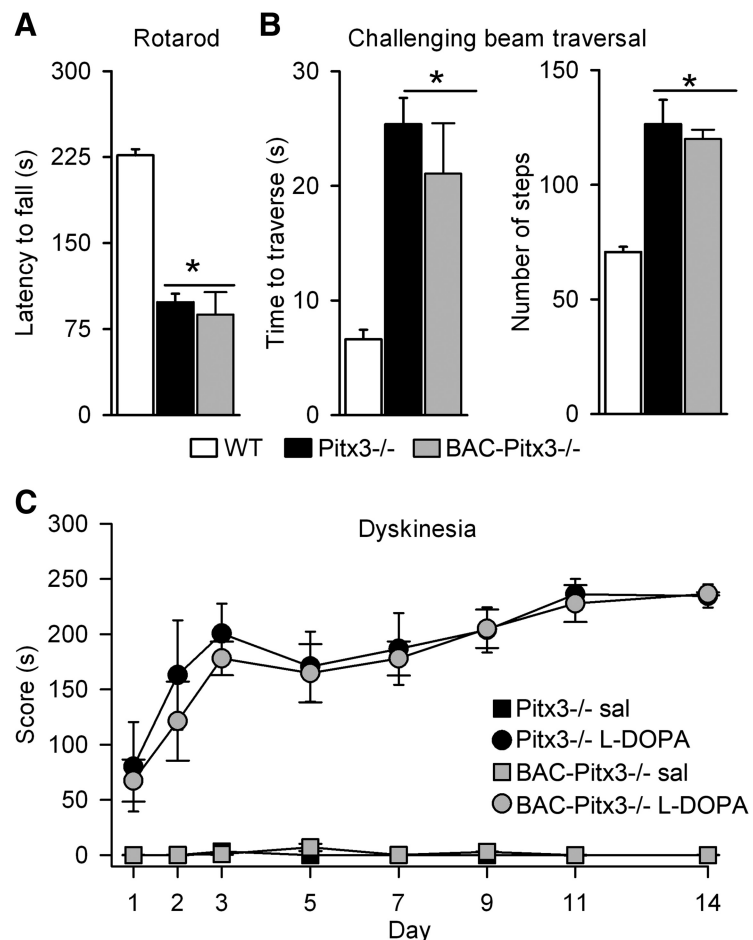 A
Rotarod
300
225
150
75
0
Latency to fall (s)
*
B
Challenging beam traversal
30
20
10
0
Time to traverse (s)
*
150
100
50
0
Number of steps
*
WT
Pitx3-/-
BAC-Pitx3-/-
C
Dyskinesia
300
250
200
150
100
50
0
Score (s)
Pitx3-/- sal
Pitx3-/- L-DOPA
BAC-Pitx3-/- sal
BAC-Pitx3-/- L-DOPA
1 2 3 5 7 9 11 14
Day